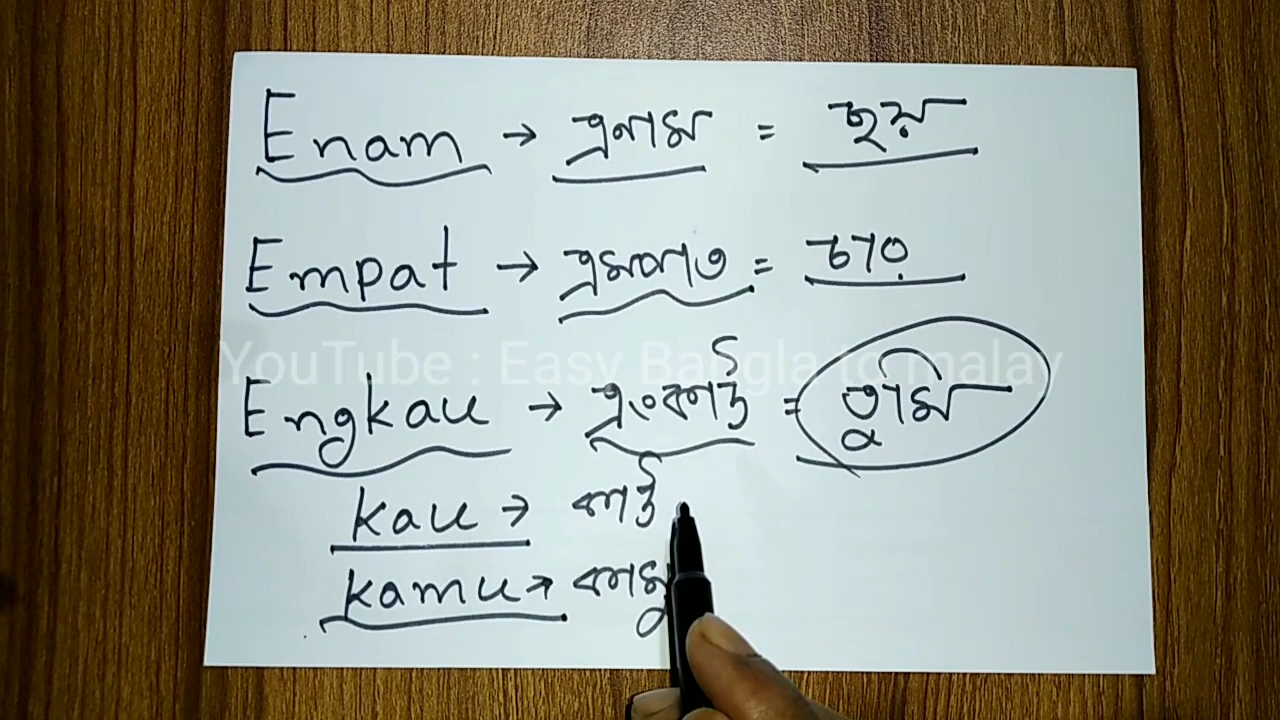 Enam → এনাম = ছয়
Empat → এমপাত = চার
YouTube : Easy Bangla to malay
Engkau → এংকাউ = তুমি
kau → কাউ
kamu → কামু